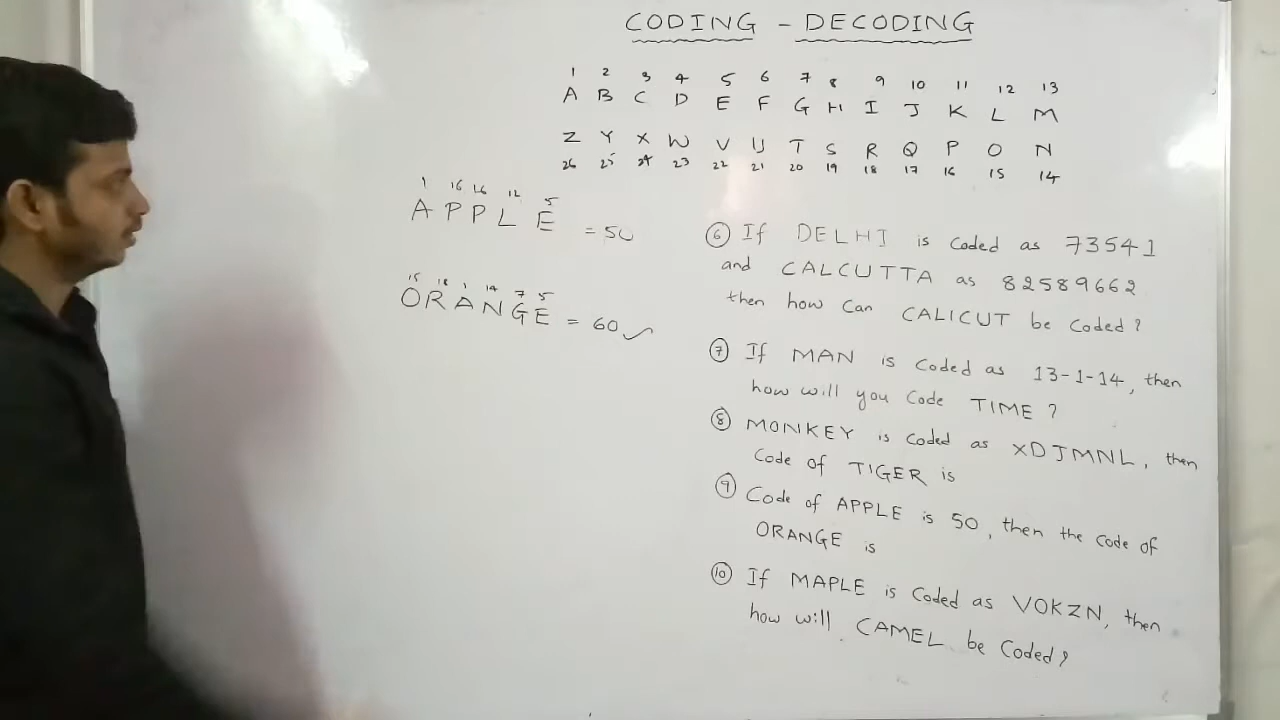 CODING - DECODING
1 2 3 4 5 6 7 8 9 10 11 12 13
A B C D E F G H I J K L M
Z Y X W V U T S R Q P O N
26 25 24 23 22 21 20 19 18 17 16 15 14
1 16 16 12 5
A P P L E = 50
15 18 1 14 7 5
O R A N G E = 60
6 If DELHI is coded as 73541
and CALCUTTA as 82589662
then how can CALICUT be coded?
7 If MAN is coded as 13-1-14, then
how will you code TIME?
8 MONKEY is coded as XDJMNL, then
Code of TIGER is
9 Code of APPLE is 50, then the code of
ORANGE is
10 If MAPLE is coded as VOKZN, then
how will CAMEL be coded?